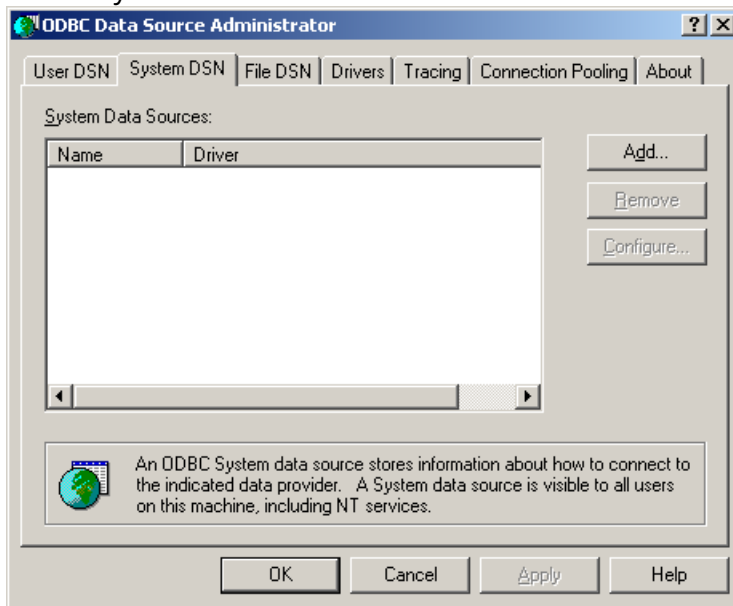 ODBC Data Source Administrator
User DSN System DSN File DSN Drivers Tracing Connection Pooling About
System Data Sources:
Name Driver
Add...
Remove
Configure...
An ODBC System data source stores information about how to connect to
the indicated data provider. A System data source is visible to all users
on this machine, including NT services.
OK Cancel Apply Help